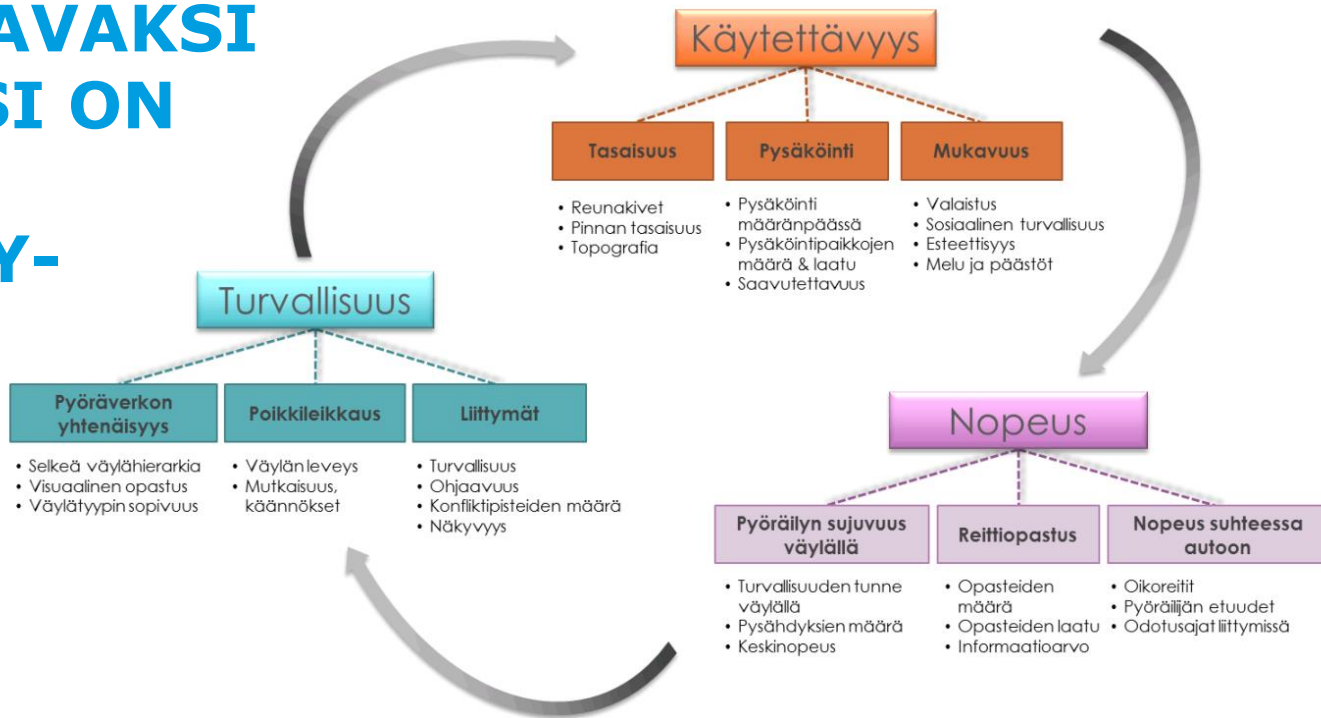 AVAKSI
SI ON
Y-
Käytettävyys
Tasaisuus
• Reunakivet
• Pinnan tasaisuus
• Topografia
Pysäköinti
• Pysäköinti
määränpäässä
• Pysäköintipaikkojen
määrä & laatu
• Saavutettavuus
Mukavuus
• Valaistus
• Sosiaalinen turvallisuus
• Esteettisyys
• Melu ja päästöt
Turvallisuus
Pyöräverkon
yhtenäisyys
• Selkeä väylähierarkia
• Visuaalinen opastus
• Väylätyypin sopivuus
Poikkileikkaus
• Väylän leveys
• Mutkaisuus,
käännökset
Liittymät
• Turvallisuus
• Ohjaavuus
• Konfliktipisteiden määrä
• Näkyvyys
Nopeus
Pyöräilyn sujuvuus
väylällä
• Turvallisuuden tunne
väylällä
• Pysähdyksien määrä
• Keskinopeus
Reittiopastus
• Opasteiden
määrä
• Opasteiden laatu
• Informaatioarvo
Nopeus suhteessa
autoon
• Oikoreitit
• Pyöräilijän etuudet
• Odotusajat liittymissä